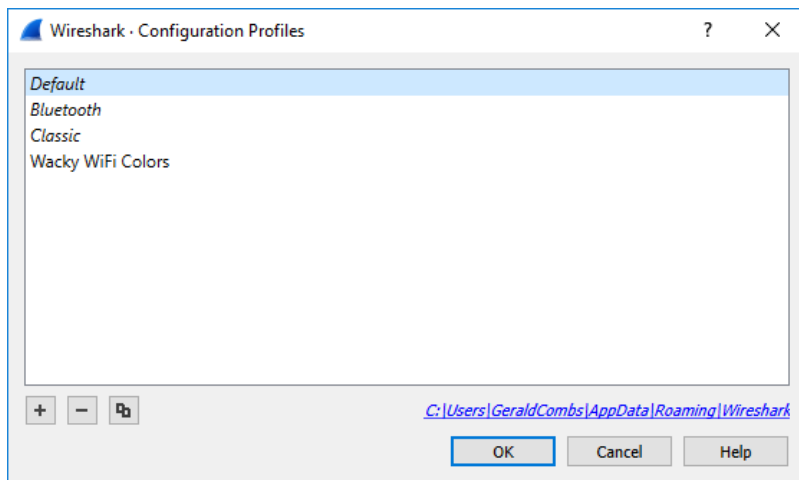 Wireshark · Configuration Profiles
Default
Bluetooth
Classic
Wacky WiFi Colors
C:\Users\GeraldCombs\AppData\Roaming\Wireshark
OK Cancel Help